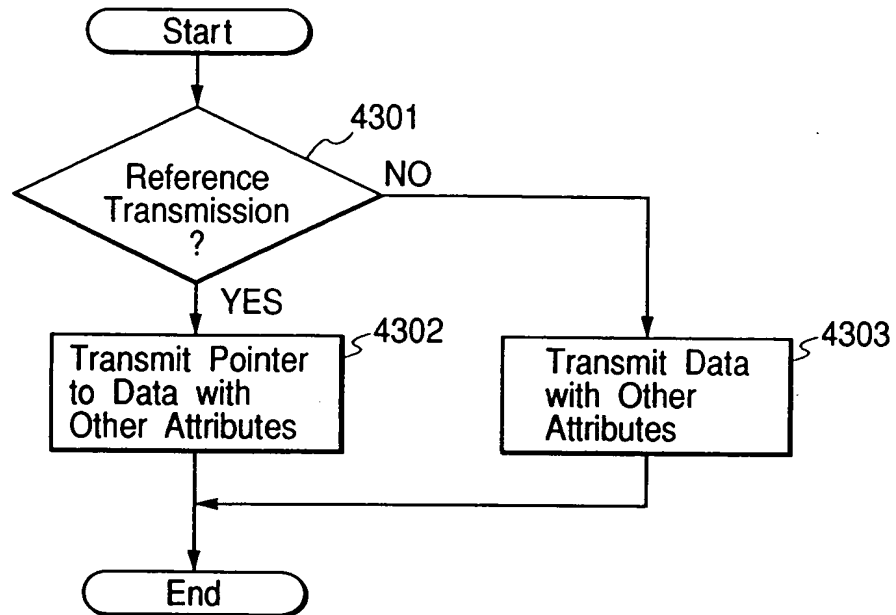 Start
4301
Reference
Transmission
?
NO
YES
4302
Transmit Pointer
to Data with
Other Attributes
4303
Transmit Data
with Other
Attributes
End